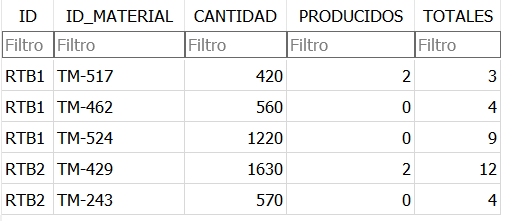 ID ID_MATERIAL CANTIDAD PRODUCIDOS TOTALES
Filtro Filtro Filtro Filtro Filtro
RTB1 TM-517 420 2 3
RTB1 TM-462 560 0 4
RTB1 TM-524 1220 0 9
RTB2 TM-429 1630 2 12
RTB2 TM-243 570 0 4